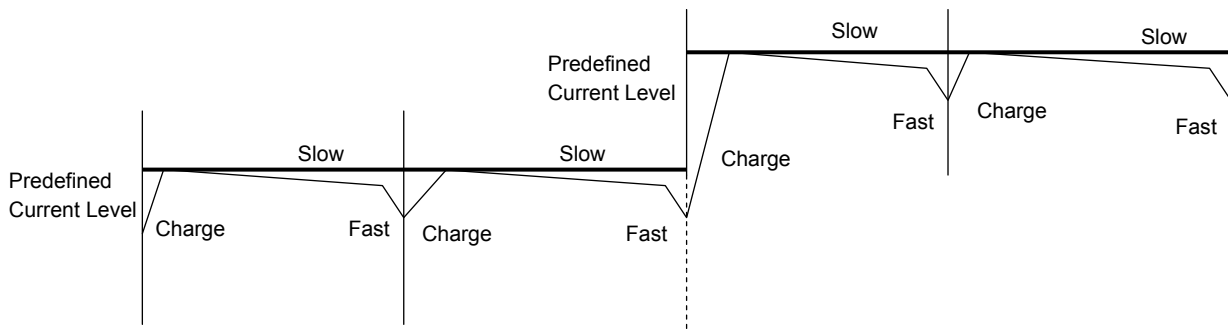 Slow
Slow
Predefined
Current Level
Fast
Charge
Fast
Charge
Slow
Slow
Predefined
Current Level
Charge
Fast
Charge
Fast